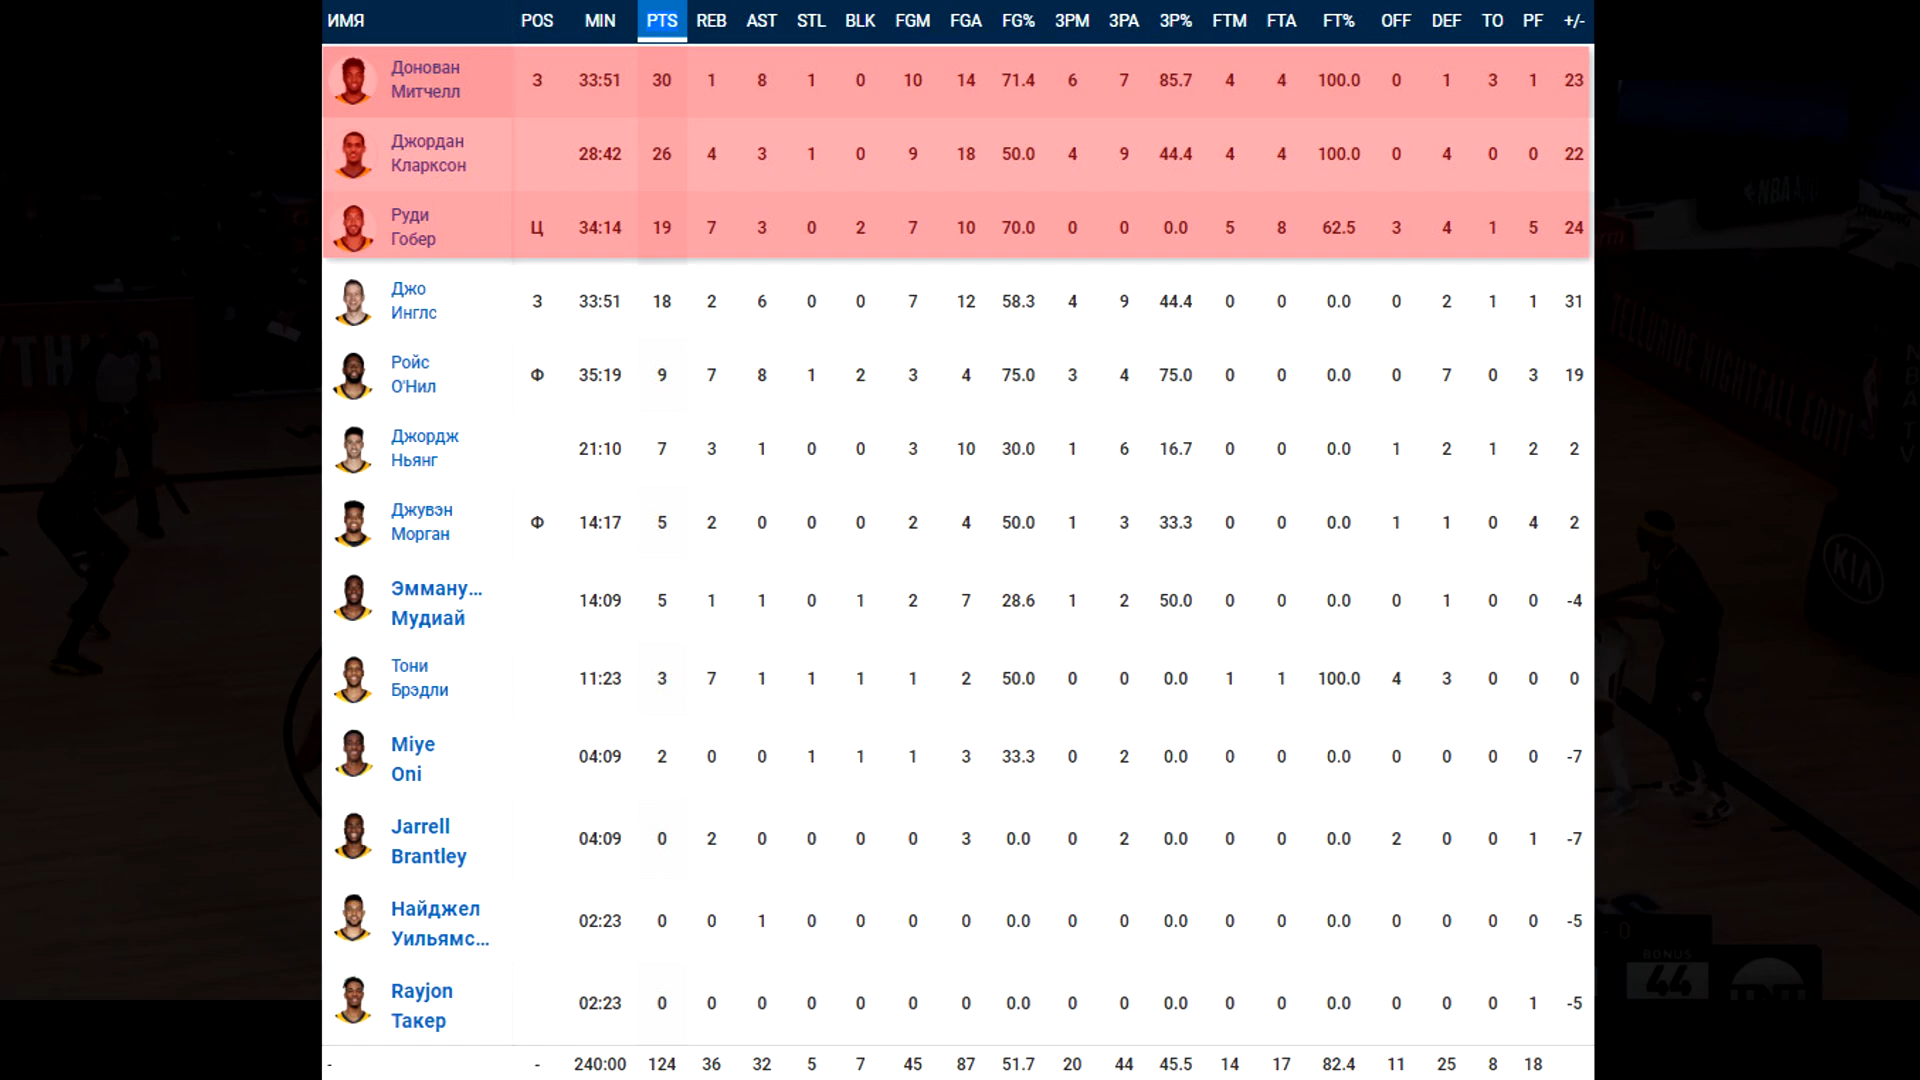 ИМЯ POS MIN PTS REB AST STL BLK FGM FGA FG% 3PM 3PA 3P% FTM FTA FT% OFF DEF TO PF +/-
Донован
Митчелл
З 33:51 30 1 8 1 0 10 14 71.4 6 7 85.7 4 4 100.0 0 1 3 1 23
Джордан
Кларксон
28:42 26 4 3 1 0 9 18 50.0 4 9 44.4 4 4 100.0 0 4 0 0 22
Руди
Гобер
Ц 34:14 19 7 3 0 2 7 10 70.0 0 0 0.0 5 8 62.5 3 4 1 5 24
Джо
Инглс
З 33:51 18 2 6 0 0 7 12 58.3 4 9 44.4 0 0 0.0 0 2 1 1 31
Ройс
О'Нил
Ф 35:19 9 7 8 1 2 3 4 75.0 3 4 75.0 0 0 0.0 0 7 0 3 19
Джордж
Ньянг
21:10 7 3 1 0 0 3 10 30.0 1 6 16.7 0 0 0.0 1 2 1 2 2
Джувэн
Морган
Ф 14:17 5 2 0 0 0 2 4 50.0 1 3 33.3 0 0 0.0 1 1 0 4 2
Эмману...
Мудиай
14:09 5 1 1 0 1 2 7 28.6 1 2 50.0 0 0 0.0 0 1 0 0 -4
Тони
Брэдли
11:23 3 7 1 1 1 1 2 50.0 0 0 0.0 1 1 100.0 4 3 0 0 0
Miye
Oni
04:09 2 0 0 1 1 1 3 33.3 0 2 0.0 0 0 0.0 0 0 0 0 -7
Jarrell
Brantley
04:09 0 2 0 0 0 0 3 0.0 0 2 0.0 0 0 0.0 2 0 0 1 -7
Найджел
Уильямс...
02:23 0 0 1 0 0 0 0 0.0 0 0 0.0 0 0 0.0 0 0 0 0 -5
Rayjon
Такер
02:23 0 0 0 0 0 0 0 0.0 0 0 0.0 0 0 0.0 0 0 0 1 -5
- - 240:00 124 36 32 5 7 45 87 51.7 20 44 45.5 14 17 82.4 11 25 8 18
TELLURIDE NIGHTFALL EDITI
NBA TV
KIA
BONUS
44